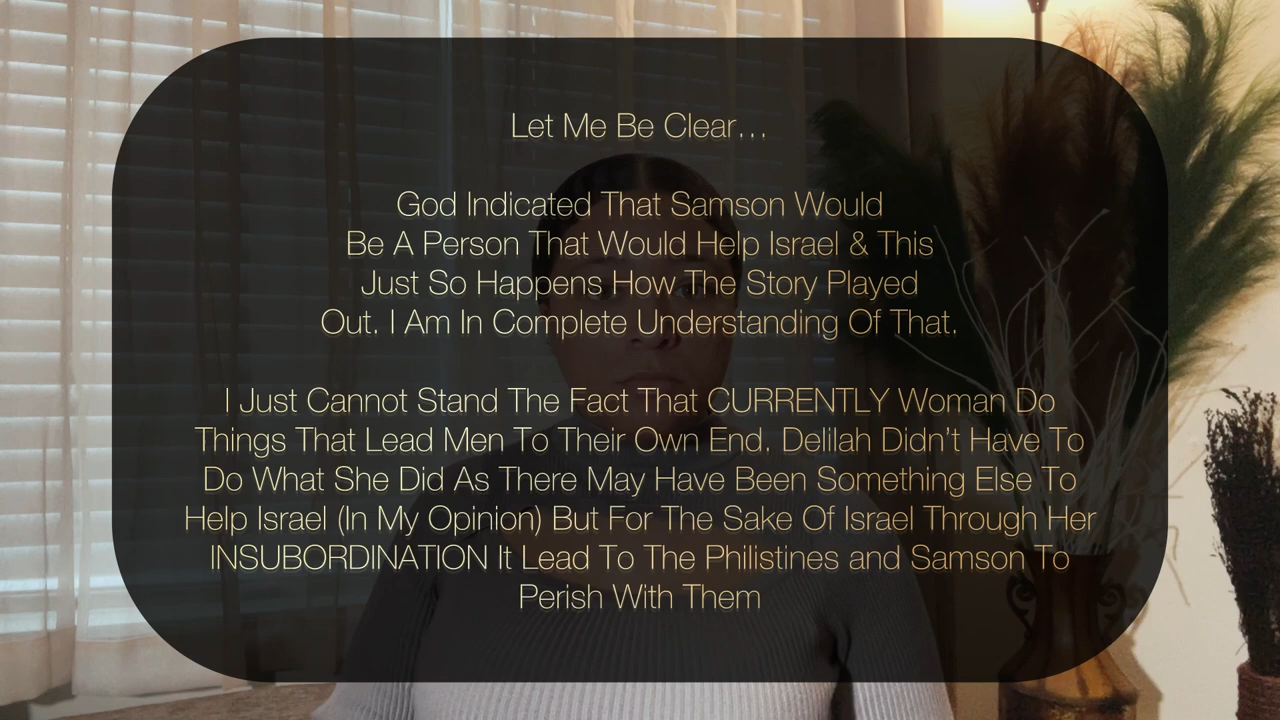 Let Me Be Clear…
God Indicated That Samson Would
Be A Person That Would Help Israel & This
Just So Happens How The Story Played
Out. I Am In Complete Understanding Of That.
I Just Cannot Stand The Fact That CURRENTLY Woman Do
Things That Lead Men To Their Own End. Delilah Didn’t Have To
Do What She Did As There May Have Been Something Else To
Help Israel (In My Opinion) But For The Sake Of Israel Through Her
INSUBORDINATION It Lead To The Philistines and Samson To
Perish With Them